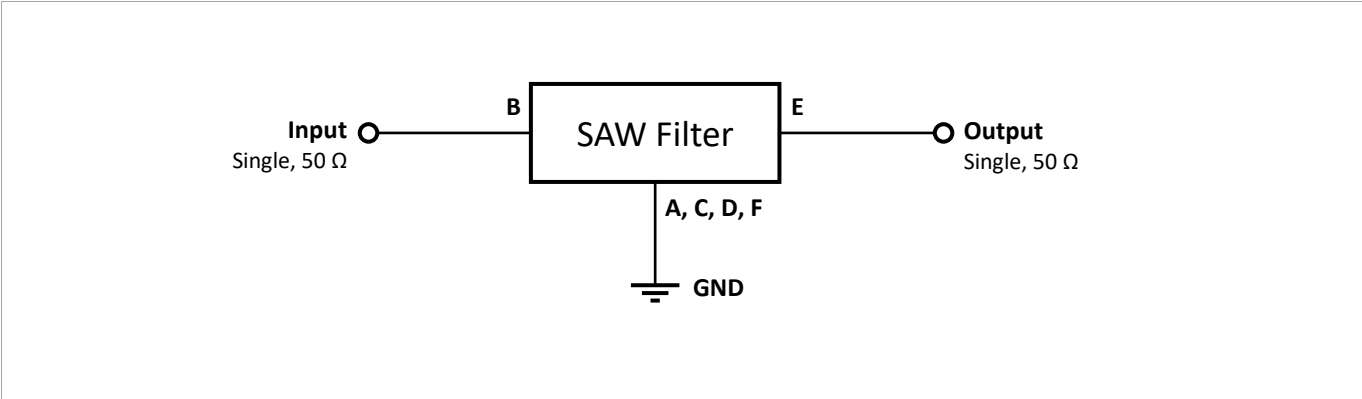 B
SAW Filter
E
Input
Single, 50 Ω
Output
Single, 50 Ω
A, C, D, F
GND